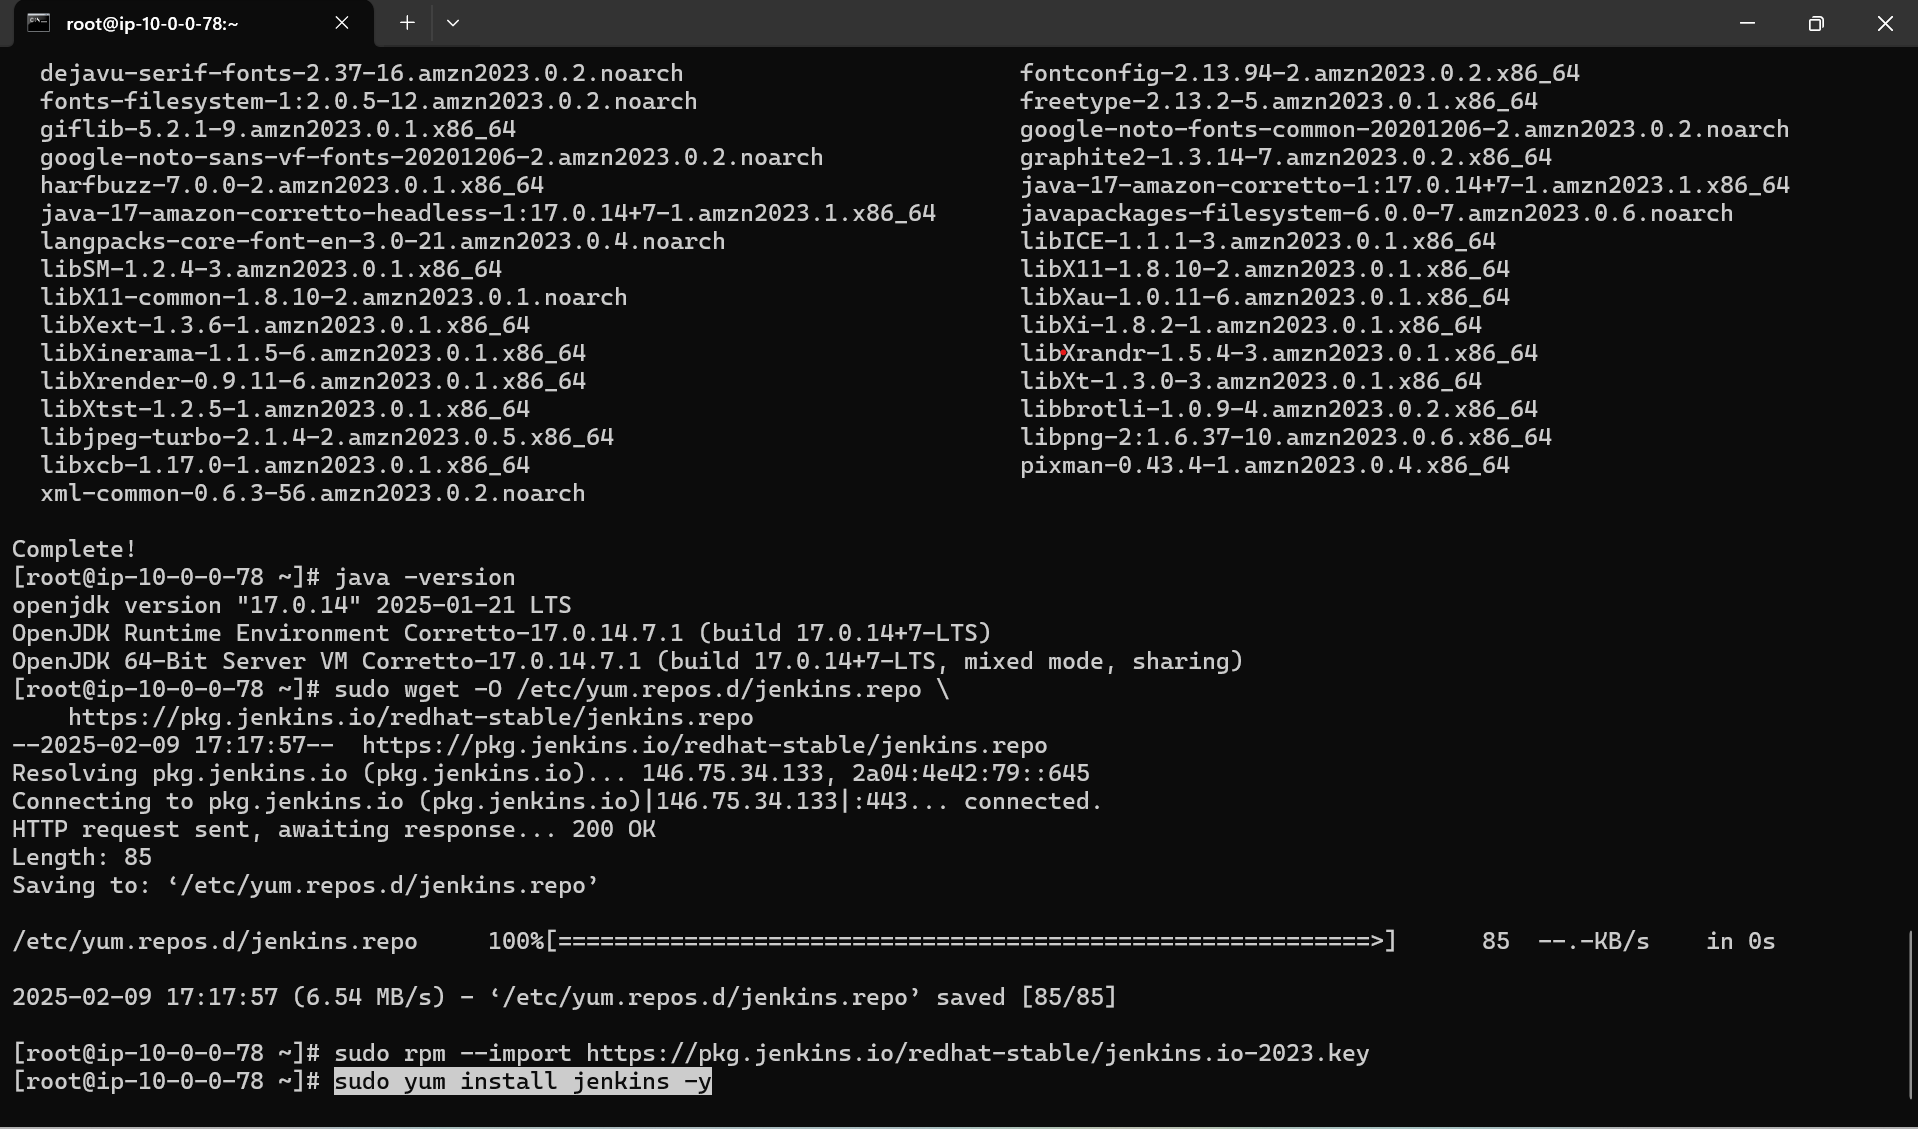 root@ip-10-0-0-78:~
dejavu-serif-fonts-2.37-16.amzn2023.0.2.noarch fontconfig-2.13.94-2.amzn2023.0.2.x86_64
fonts-filesystem-1:2.0.5-12.amzn2023.0.2.noarch freetype-2.13.2-5.amzn2023.0.1.x86_64
giflib-5.2.1-9.amzn2023.0.1.x86_64 google-noto-fonts-common-20201206-2.amzn2023.0.2.noarch
google-noto-sans-vf-fonts-20201206-2.amzn2023.0.2.noarch graphite2-1.3.14-7.amzn2023.0.2.x86_64
harfbuzz-7.0.0-2.amzn2023.0.1.x86_64 java-17-amazon-corretto-1:17.0.14+7-1.amzn2023.1.x86_64
java-17-amazon-corretto-headless-1:17.0.14+7-1.amzn2023.1.x86_64 javapackages-filesystem-6.0.0-7.amzn2023.0.6.noarch
langpacks-core-font-en-3.0-21.amzn2023.0.4.noarch libICE-1.1.1-3.amzn2023.0.1.x86_64
libSM-1.2.4-3.amzn2023.0.1.x86_64 libX11-1.8.10-2.amzn2023.0.1.x86_64
libX11-common-1.8.10-2.amzn2023.0.1.noarch libXau-1.0.11-6.amzn2023.0.1.x86_64
libXext-1.3.6-1.amzn2023.0.1.x86_64 libXi-1.8.2-1.amzn2023.0.1.x86_64
libXinerama-1.1.5-6.amzn2023.0.1.x86_64 libXrandr-1.5.4-3.amzn2023.0.1.x86_64
libXrender-0.9.11-6.amzn2023.0.1.x86_64 libXt-1.3.0-3.amzn2023.0.1.x86_64
libXtst-1.2.5-1.amzn2023.0.1.x86_64 libbrotli-1.0.9-4.amzn2023.0.2.x86_64
libjpeg-turbo-2.1.4-2.amzn2023.0.5.x86_64 libpng-2:1.6.37-10.amzn2023.0.6.x86_64
libxcb-1.17.0-1.amzn2023.0.1.x86_64 pixman-0.43.4-1.amzn2023.0.4.x86_64
xml-common-0.6.3-56.amzn2023.0.2.noarch
Complete!
[root@ip-10-0-0-78 ~]# java -version
openjdk version "17.0.14" 2025-01-21 LTS
OpenJDK Runtime Environment Corretto-17.0.14.7.1 (build 17.0.14+7-LTS)
OpenJDK 64-Bit Server VM Corretto-17.0.14.7.1 (build 17.0.14+7-LTS, mixed mode, sharing)
[root@ip-10-0-0-78 ~]# sudo wget -O /etc/yum.repos.d/jenkins.repo \
https://pkg.jenkins.io/redhat-stable/jenkins.repo
--2025-02-09 17:17:57--  https://pkg.jenkins.io/redhat-stable/jenkins.repo
Resolving pkg.jenkins.io (pkg.jenkins.io)... 146.75.34.133, 2a04:4e42:79::645
Connecting to pkg.jenkins.io (pkg.jenkins.io)|146.75.34.133|:443... connected.
HTTP request sent, awaiting response... 200 OK
Length: 85
Saving to: ‘/etc/yum.repos.d/jenkins.repo’
/etc/yum.repos.d/jenkins.repo 100%[==========================================================>] 85 --.-KB/s in 0s
2025-02-09 17:17:57 (6.54 MB/s) - ‘/etc/yum.repos.d/jenkins.repo’ saved [85/85]
[root@ip-10-0-0-78 ~]# sudo rpm --import https://pkg.jenkins.io/redhat-stable/jenkins.io-2023.key
[root@ip-10-0-0-78 ~]# sudo yum install jenkins -y